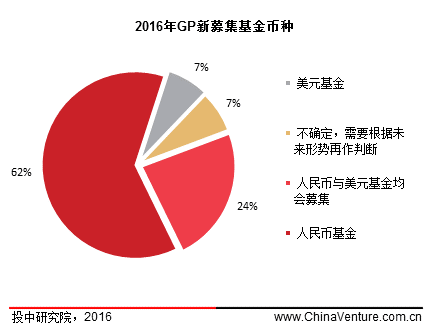 2016年GP新募集基金币种
7%
7%
62%
24%
美元基金
不确定，需要根据未
来形势再作判断
人民币与美元基金均
会募集
人民币基金
投中研究院，2016
www.ChinaVenture.com.cn